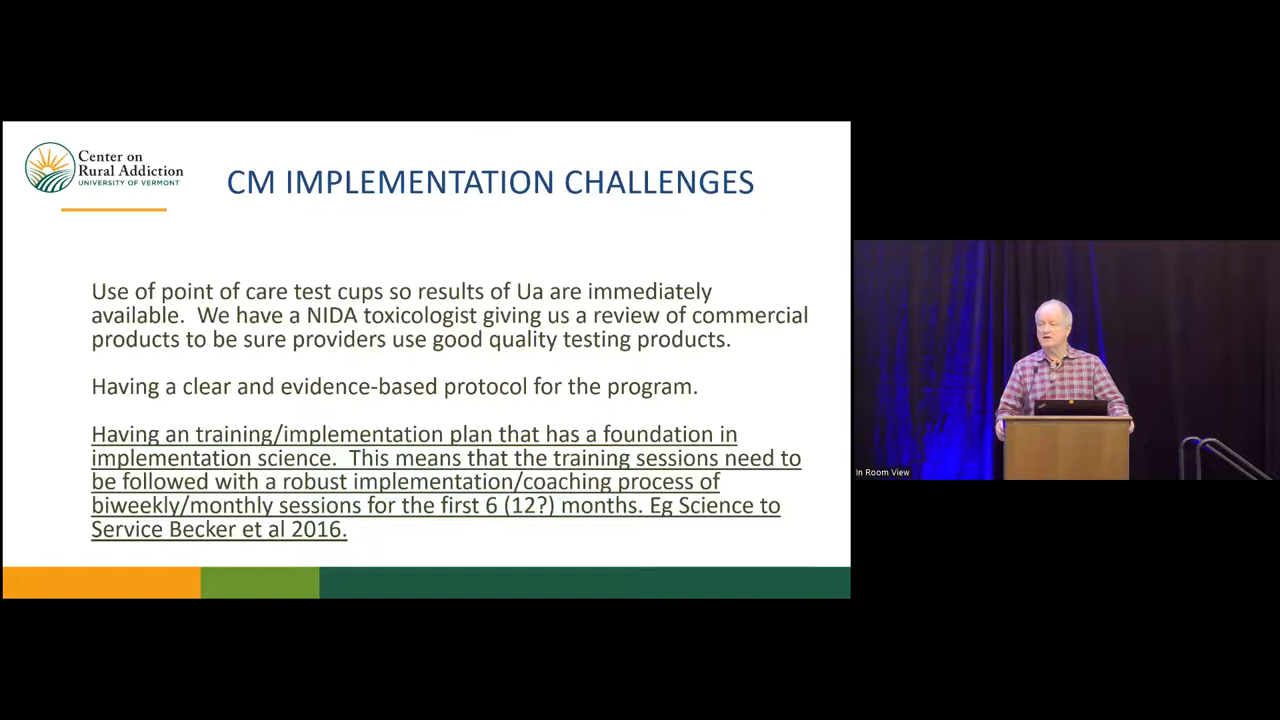 Center on
Rural Addiction
UNIVERSITY OF VERMONT
CM IMPLEMENTATION CHALLENGES
Use of point of care test cups so results of Ua are immediately
available.  We have a NIDA toxicologist giving us a review of commercial
products to be sure providers use good quality testing products.
Having a clear and evidence-based protocol for the program.
Having an training/implementation plan that has a foundation in
implementation science.  This means that the training sessions need to
be followed with a robust implementation/coaching process of
biweekly/monthly sessions for the first 6 (12?) months. Eg Science to
Service Becker et al 2016.
In Room View